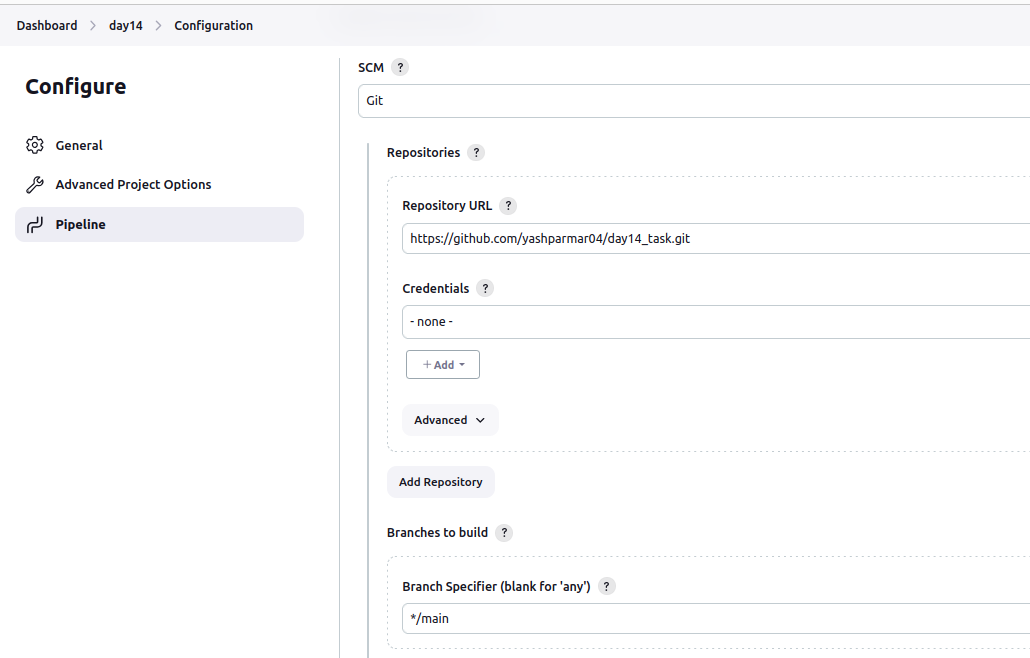 Dashboard > day14 > Configuration
Configure
General
Advanced Project Options
Pipeline
SCM ?
Git
Repositories ?
Repository URL ?
https://github.com/yashparmar04/day14_task.git
Credentials ?
- none -
+ Add
Advanced
Add Repository
Branches to build ?
Branch Specifier (blank for 'any') ?
*/main